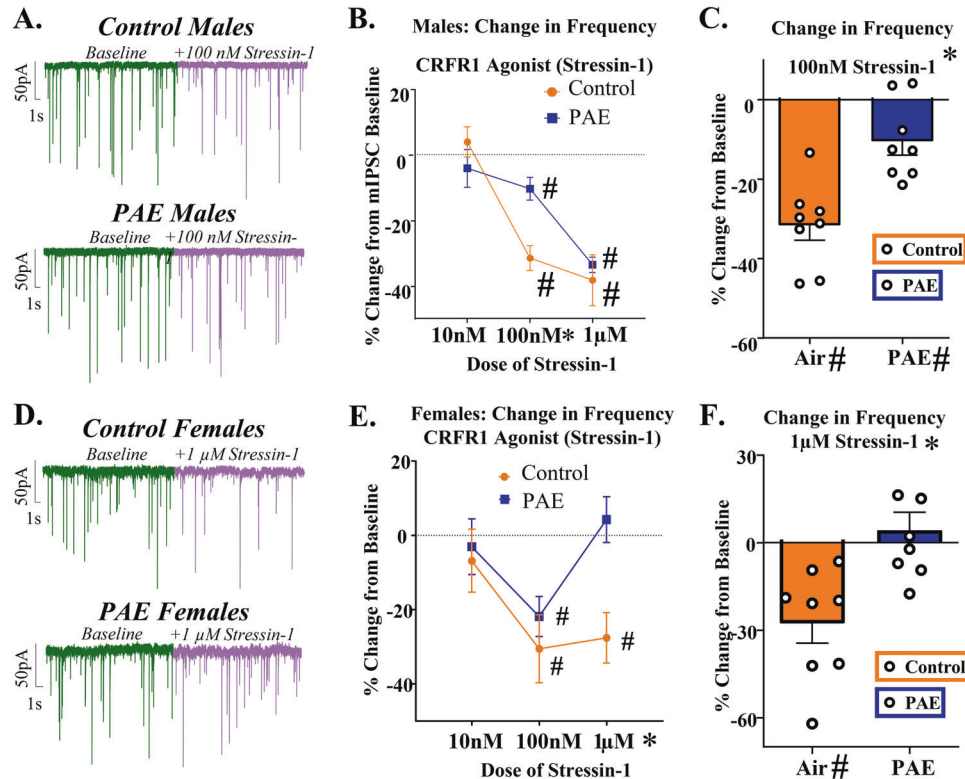 A.
Control Males
Baseline
+100 nM Stressin-1
50pA
1s
PAE Males
Baseline
+100 nM Stressin-
50pA
1s
B.
Males: Change in Frequency
CRFR1 Agonist (Stressin-1)
Control
PAE
% Change from mIPSC Baseline
20
0
-20
-40
#
#
#
#
10nM 100nM* 1µM
Dose of Stressin-1
C.
Change in Frequency
100nM Stressin-1 *
% Change from Baseline
0
-20
-40
-60
Control
PAE
Air# PAE#
D.
Control Females
Baseline
+1 µM Stressin-1
50pA
1s
PAE Females
Baseline
+1 µM Stressin-1
50pA
1s
E.
Females: Change in Frequency
CRFR1 Agonist (Stressin-1)
Control
PAE
% Change from Baseline
20
0
-20
-40
#
#
#
10nM 100nM 1µM *
Dose of Stressin-1
F.
Change in Frequency
1µM Stressin-1 *
% Change from Baseline
30
0
-30
-60
Control
PAE
Air# PAE